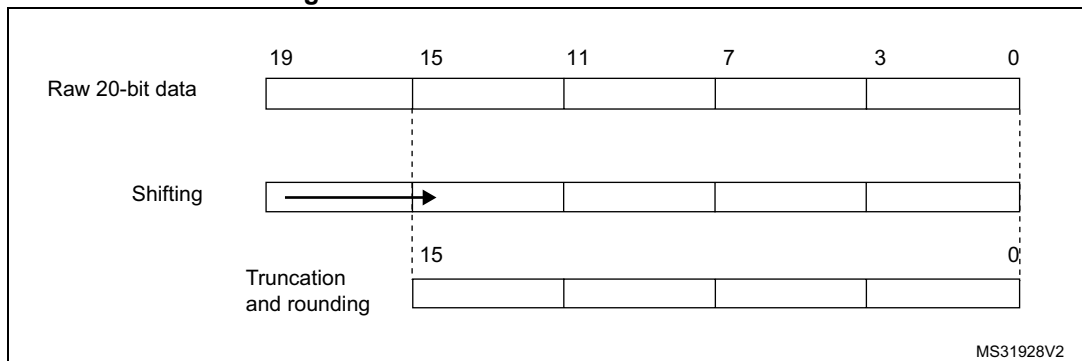 19 15 11 7 3 0
Raw 20-bit data
Shifting
15 0
Truncation
and rounding
MS31928V2